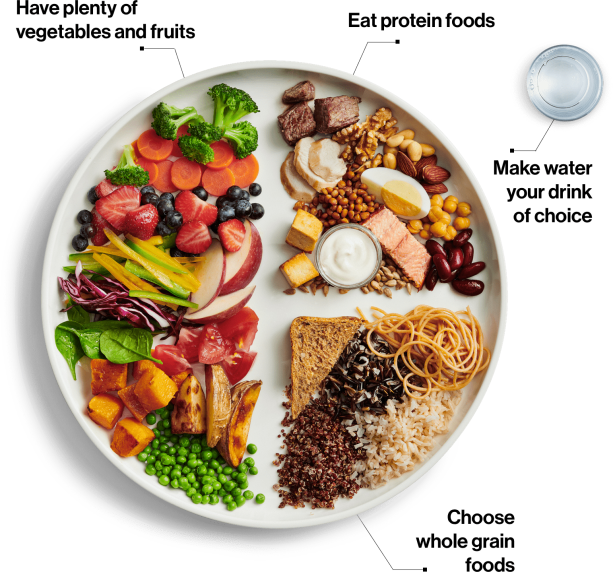 Have plenty of
vegetables and fruits
Eat protein foods
Make water
your drink
of choice
Choose
whole grain
foods